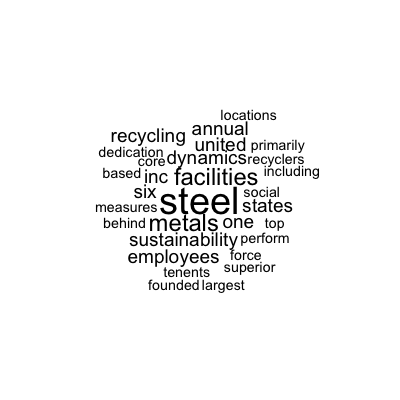 locations
recycling annual
united primarily
dedication core dynamics recyclers
based inc facilities including
six steel social
measures states
behind metals one top
sustainability perform
employees force
tenents superior
founded largest